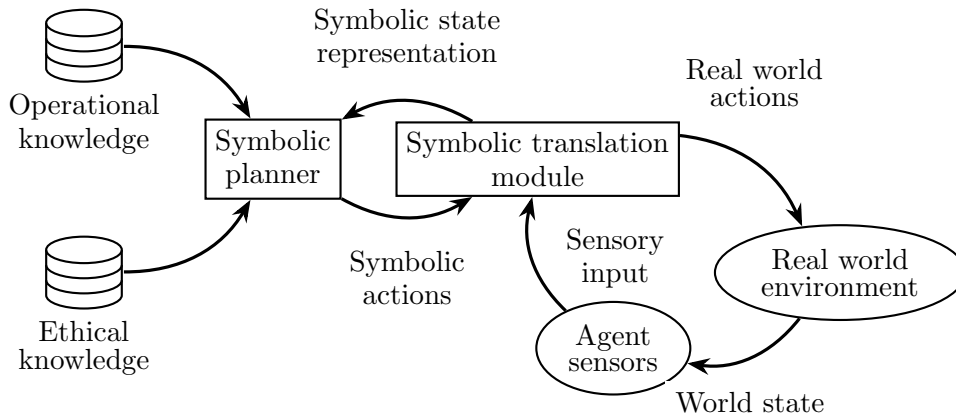 Symbolic state
representation
Operational
knowledge
Real world
actions
Symbolic
planner
Symbolic translation
module
Symbolic
actions
Sensory
input
Real world
environment
Ethical
knowledge
Agent
sensors
World state